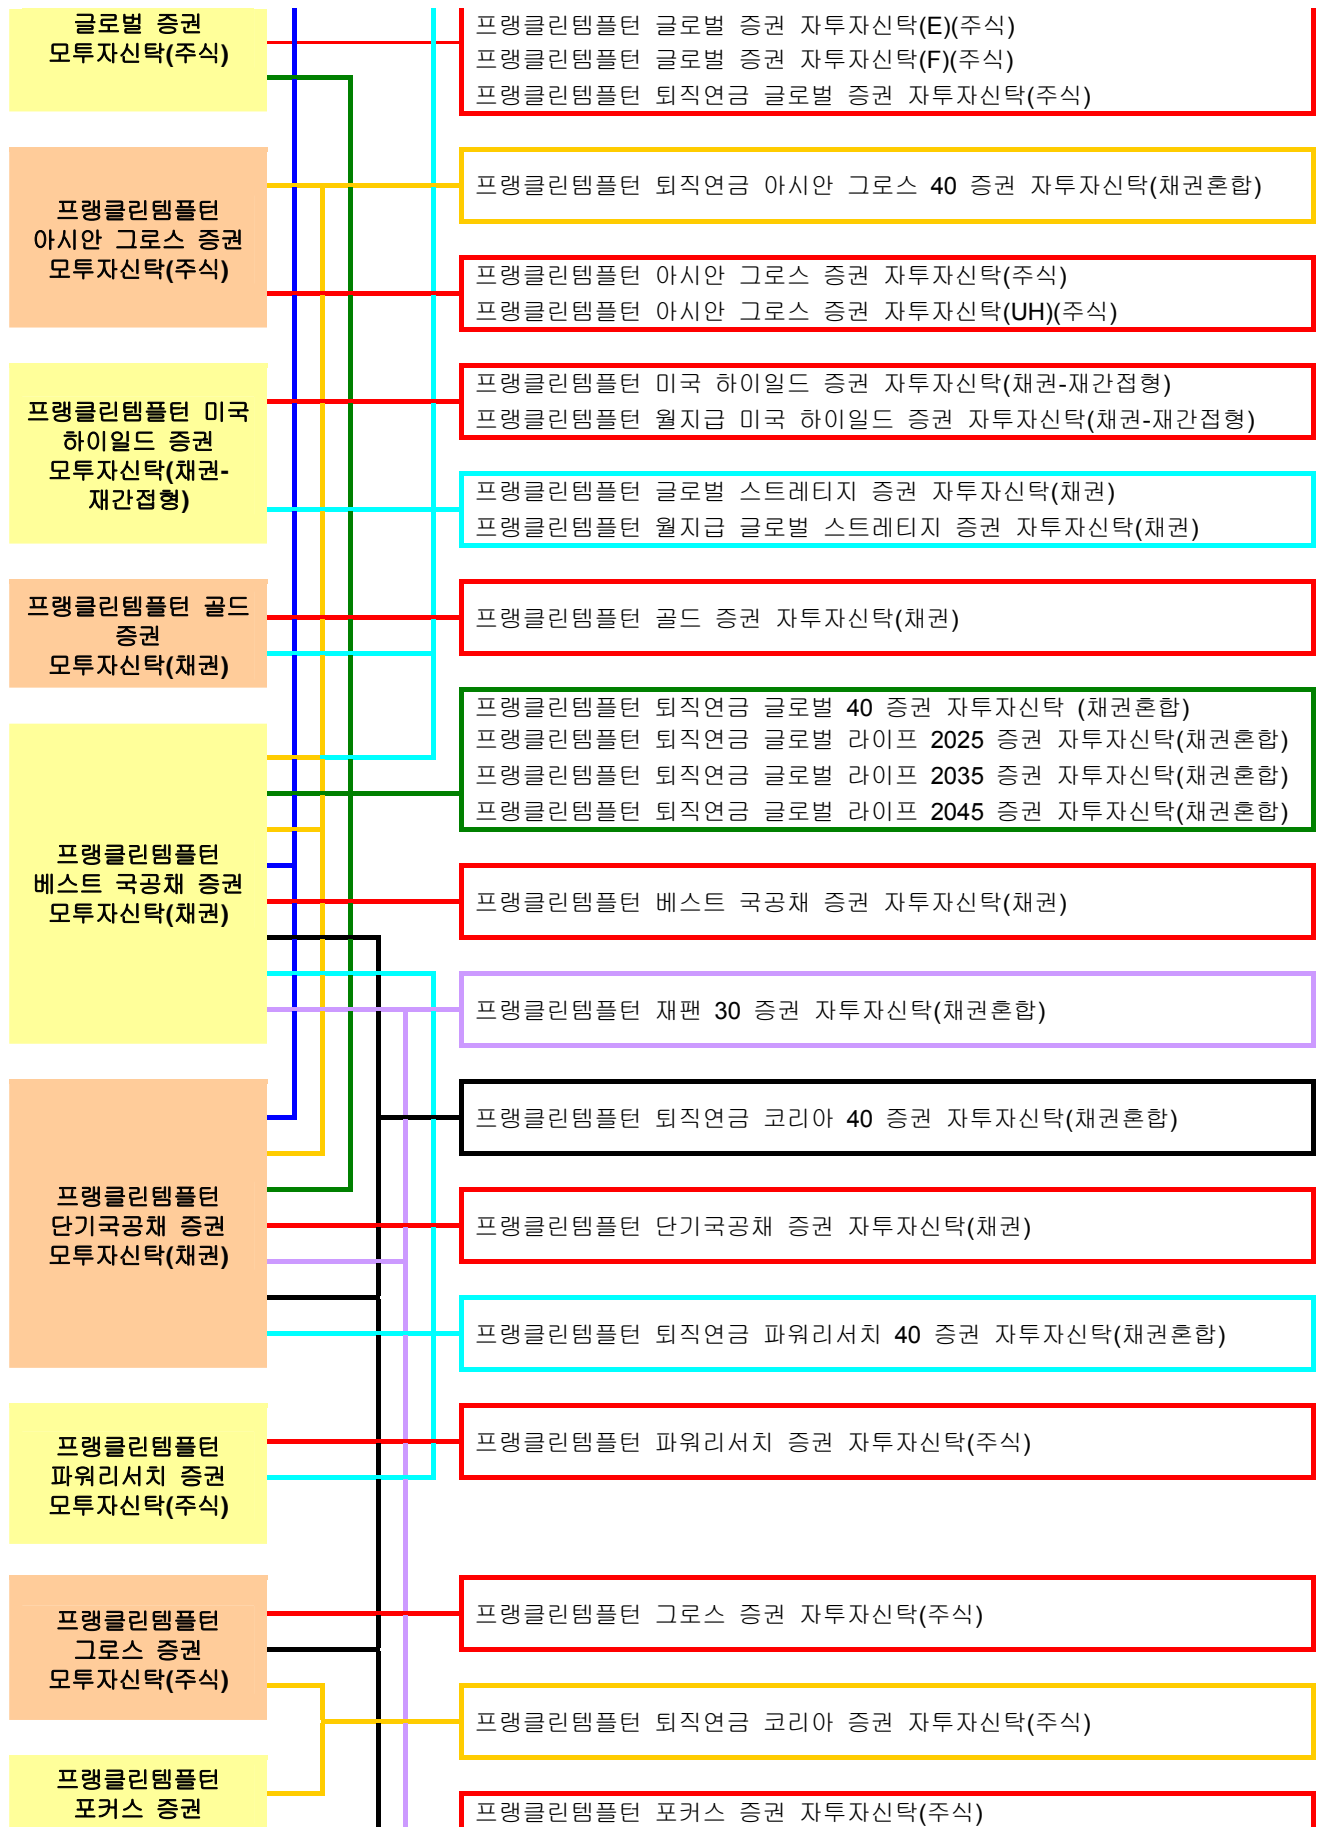 글로벌 증권
모투자신탁(주식)
프랭클린템플턴 글로벌 증권 자투자신탁(E)(주식)
프랭클린템플턴 글로벌 증권 자투자신탁(F)(주식)
프랭클린템플턴 퇴직연금 글로벌 증권 자투자신탁(주식)
프랭클린템플턴
아시안 그로스 증권
모투자신탁(주식)
프랭클린템플턴 퇴직연금 아시안 그로스 40 증권 자투자신탁(채권혼합)
프랭클린템플턴 아시안 그로스 증권 자투자신탁(주식)
프랭클린템플턴 아시안 그로스 증권 자투자신탁(UH)(주식)
프랭클린템플턴 미국
하이일드 증권
모투자신탁(채권-
재간접형)
프랭클린템플턴 미국 하이일드 증권 자투자신탁(채권-재간접형)
프랭클린템플턴 월지급 미국 하이일드 증권 자투자신탁(채권-재간접형)
프랭클린템플턴 글로벌 스트레티지 증권 자투자신탁(채권)
프랭클린템플턴 월지급 글로벌 스트레티지 증권 자투자신탁(채권)
프랭클린템플턴 골드
증권
모투자신탁(채권)
프랭클린템플턴 골드 증권 자투자신탁(채권)
프랭클린템플턴 퇴직연금 글로벌 40 증권 자투자신탁 (채권혼합)
프랭클린템플턴 퇴직연금 글로벌 라이프 2025 증권 자투자신탁(채권혼합)
프랭클린템플턴 퇴직연금 글로벌 라이프 2035 증권 자투자신탁(채권혼합)
프랭클린템플턴 퇴직연금 글로벌 라이프 2045 증권 자투자신탁(채권혼합)
프랭클린템플턴
베스트 국공채 증권
모투자신탁(채권)
프랭클린템플턴 베스트 국공채 증권 자투자신탁(채권)
프랭클린템플턴 재팬 30 증권 자투자신탁(채권혼합)
프랭클린템플턴 퇴직연금 코리아 40 증권 자투자신탁(채권혼합)
프랭클린템플턴
단기국공채 증권
모투자신탁(채권)
프랭클린템플턴 단기국공채 증권 자투자신탁(채권)
프랭클린템플턴 퇴직연금 파워리서치 40 증권 자투자신탁(채권혼합)
프랭클린템플턴
파워리서치 증권
모투자신탁(주식)
프랭클린템플턴 파워리서치 증권 자투자신탁(주식)
프랭클린템플턴
그로스 증권
모투자신탁(주식)
프랭클린템플턴 그로스 증권 자투자신탁(주식)
프랭클린템플턴 퇴직연금 코리아 증권 자투자신탁(주식)
프랭클린템플턴
포커스 증권
프랭클린템플턴 포커스 증권 자투자신탁(주식)